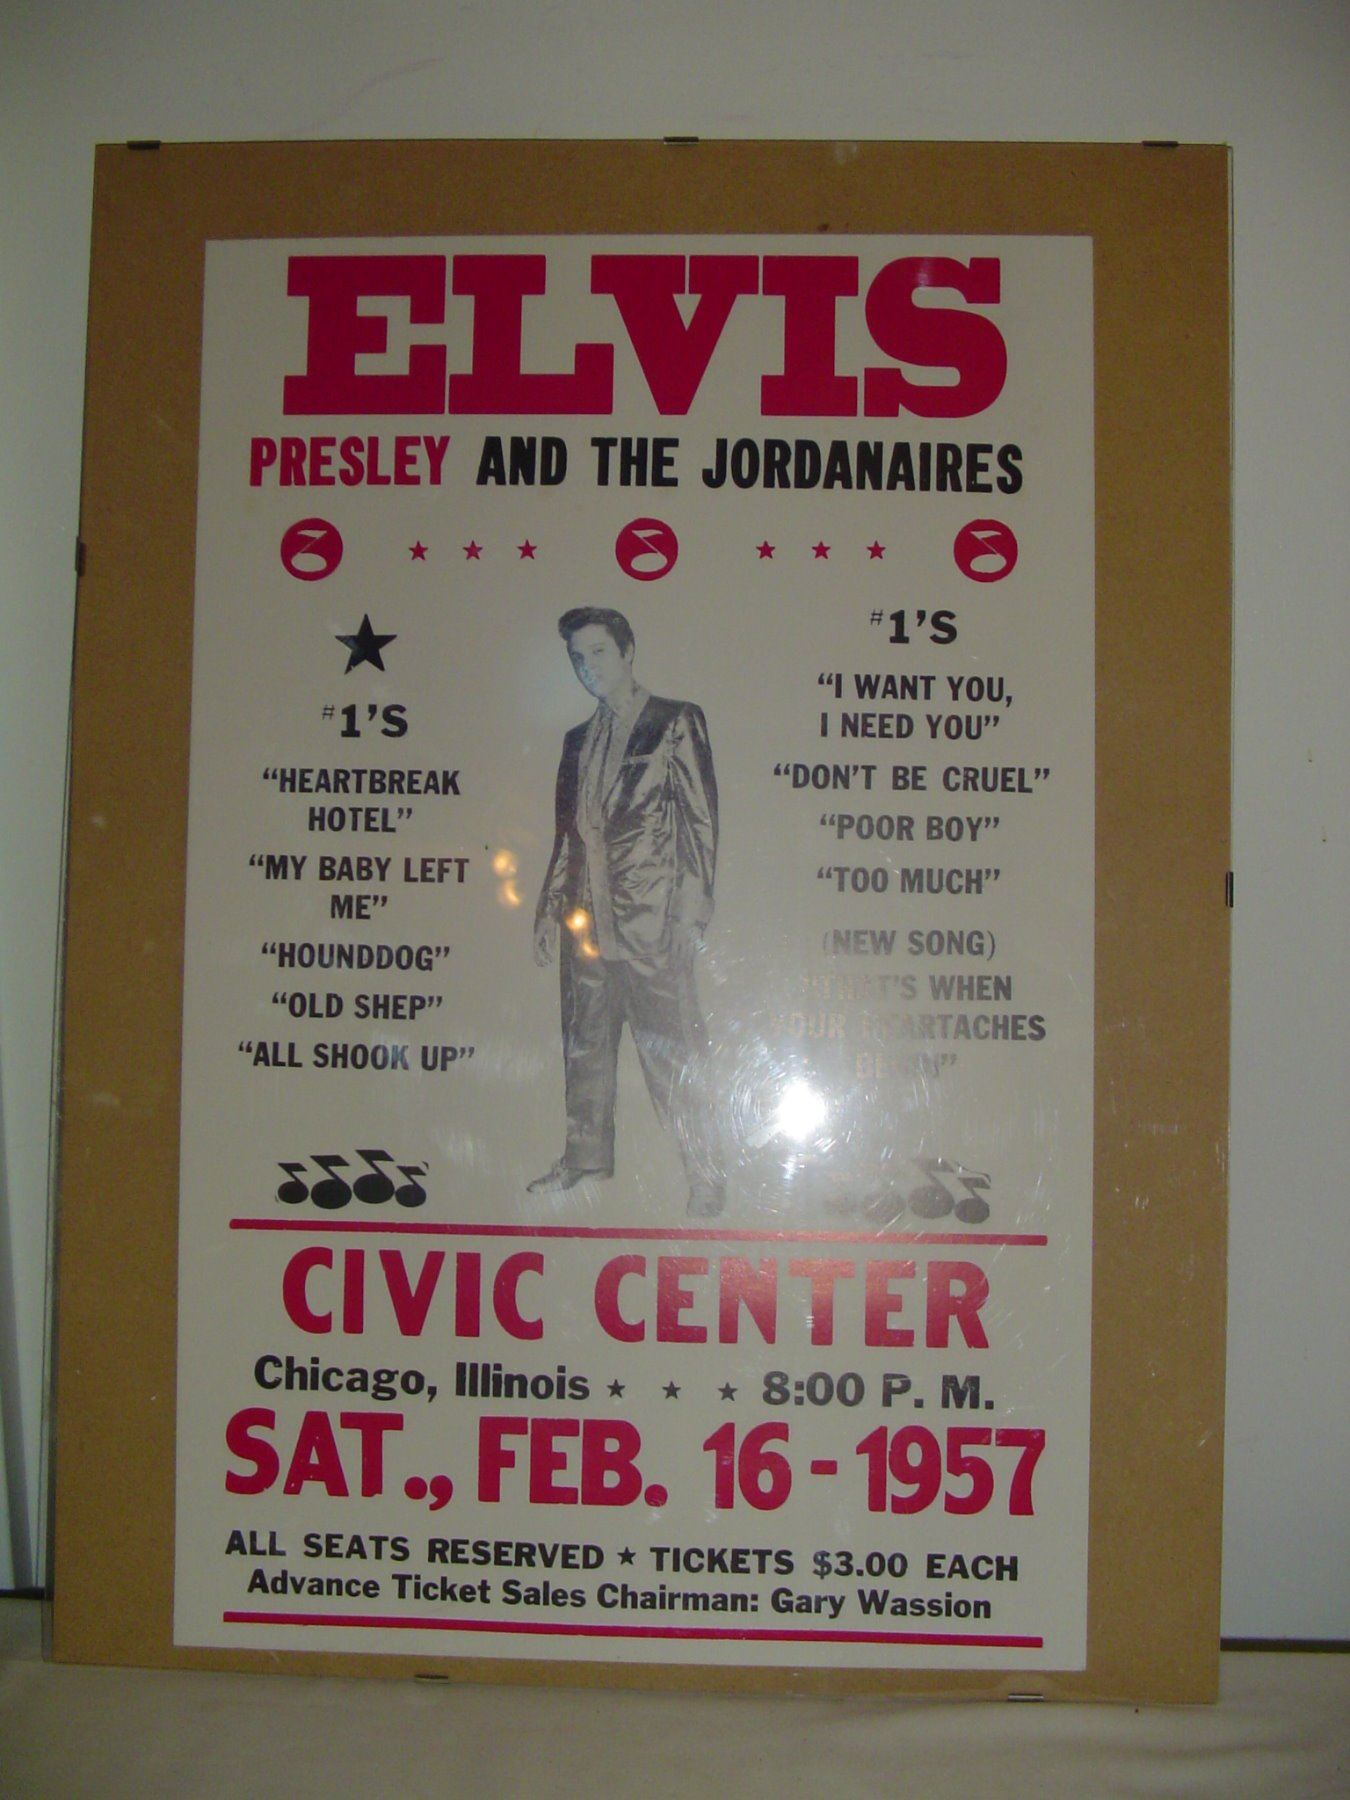 ELVIS
PRESLEY AND THE JORDANAIRES
#1'S
"HEARTBREAK
HOTEL"
"MY BABY LEFT
ME"
"HOUNDDOG"
"OLD SHEP"
"ALL SHOOK UP"
#1'S
"I WANT YOU,
I NEED YOU"
"DON'T BE CRUEL"
"POOR BOY"
"TOO MUCH"
(NEW SONG)
"THAT'S WHEN
YOUR HEARTACHES
BEGIN"
CIVIC CENTER
Chicago, Illinois ★ ★ ★ 8:00 P. M.
SAT., FEB. 16 - 1957
ALL SEATS RESERVED ★ TICKETS $3.00 EACH
Advance Ticket Sales Chairman: Gary Wassion